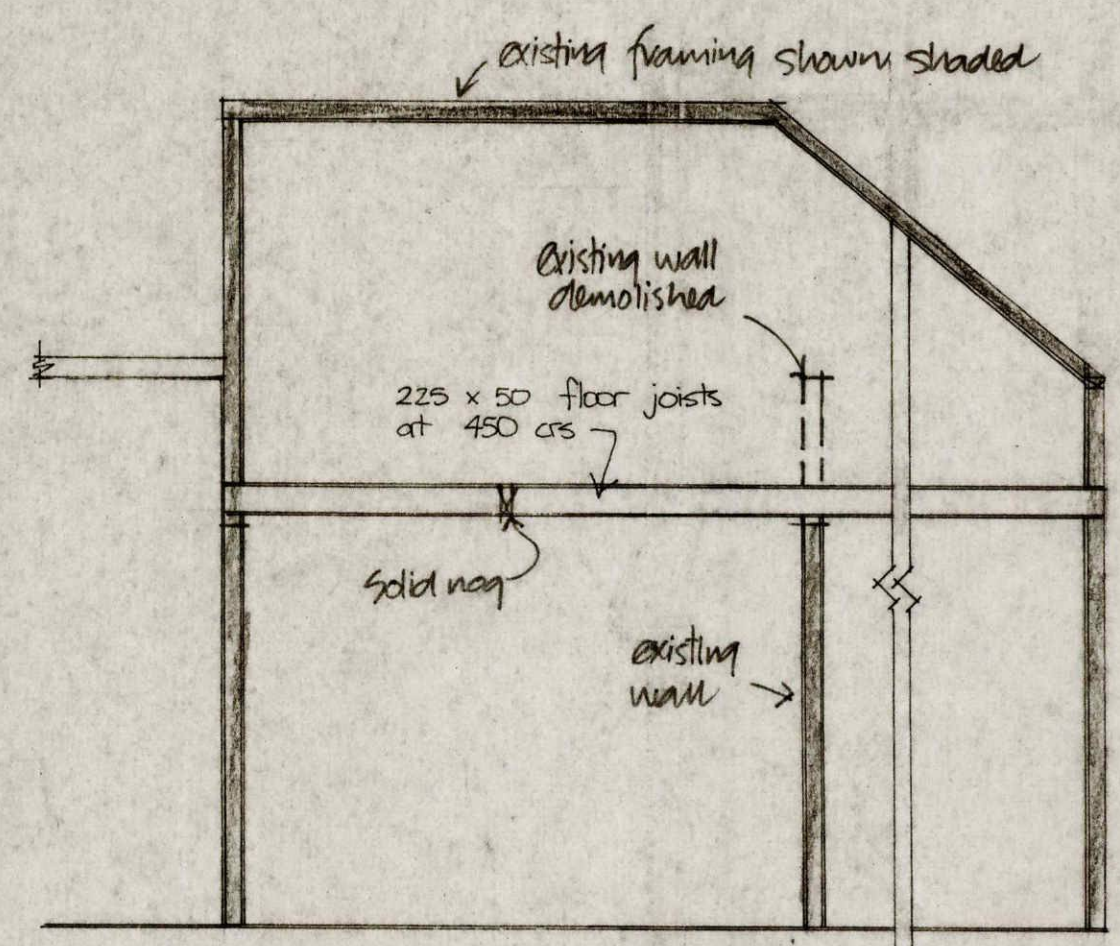 existing framing shown shaded
existing wall
demolished
225 x 50 floor joists
at 450 crs
solid nog
existing
wall